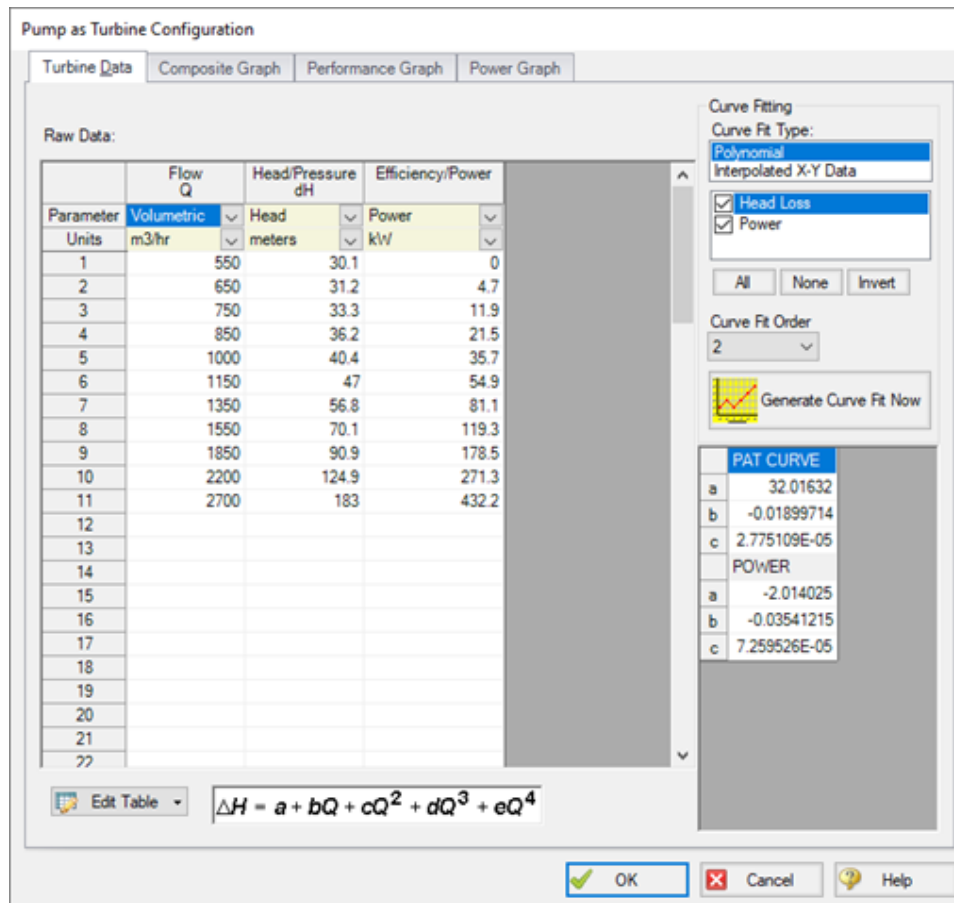 Pump as Turbine Configuration
Turbine Data Composite Graph Performance Graph Power Graph
Raw Data:
Flow Q Head/Pressure dH Efficiency/Power
Parameter Volumetric Head Power
Units m3/hr meters kW
1 550 30.1 0
2 650 31.2 4.7
3 750 33.3 11.9
4 850 36.2 21.5
5 1000 40.4 35.7
6 1150 47 54.9
7 1350 56.8 81.1
8 1550 70.1 119.3
9 1850 90.9 178.5
10 2200 124.9 271.3
11 2700 183 432.2
12
13
14
15
16
17
18
19
20
21
22
Edit Table
△H = a + bQ + cQ² + dQ³ + eQ⁴
Curve Fitting
Curve Fit Type:
Polynomial
Interpolated X-Y Data
Head Loss
Power
All None Invert
Curve Fit Order
2
Generate Curve Fit Now
PAT CURVE
a 32.01632
b -0.01899714
c 2.775109E-05
POWER
a -2.014025
b -0.03541215
c 7.259526E-05
OK Cancel Help